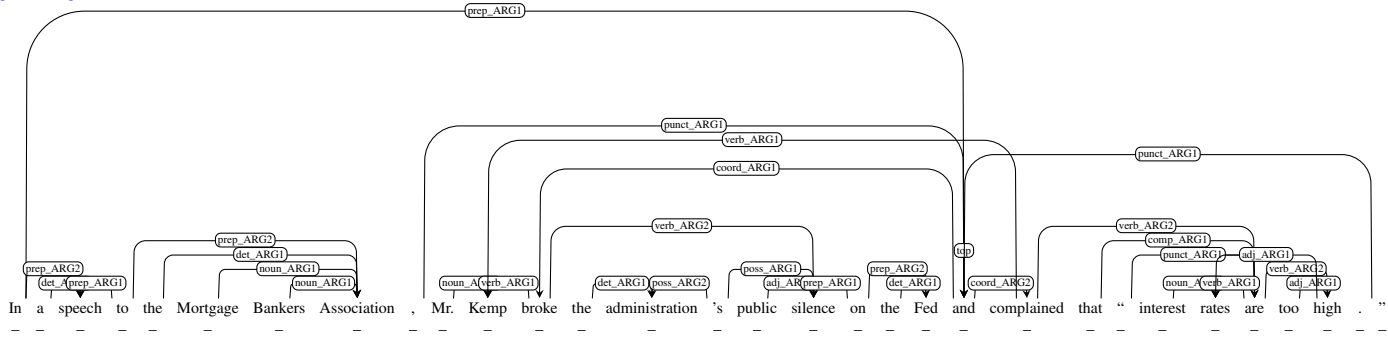 prep_ARG1
punct_ARG1
verb_ARG1
punct_ARG1
coord_ARG1
verb_ARG2 verb_ARG2
prep_ARG2 comp_ARG1
det_ARG1 top punct_ARG1 adj_ARG1
prep_ARG2 noun_ARG1 poss_ARG1 prep_ARG2 verb_ARG2
prep_ARG1 noun_ARG1 verb_ARG1 det_ARG1 poss_ARG2 prep_ARG1 det_ARG1 coord_ARG2 verb_ARG1 adj_ARG1
In a speech to the Mortgage Bankers Association , Mr. Kemp broke the administration 's public silence on the Fed and complained that “ interest rates are too high . ”
_ _ _ _ _ _ _ _ _ _ _ _ _ _ _ _ _ _ _ _ _ _ _ _ _ _ _ _ _ _ _ _